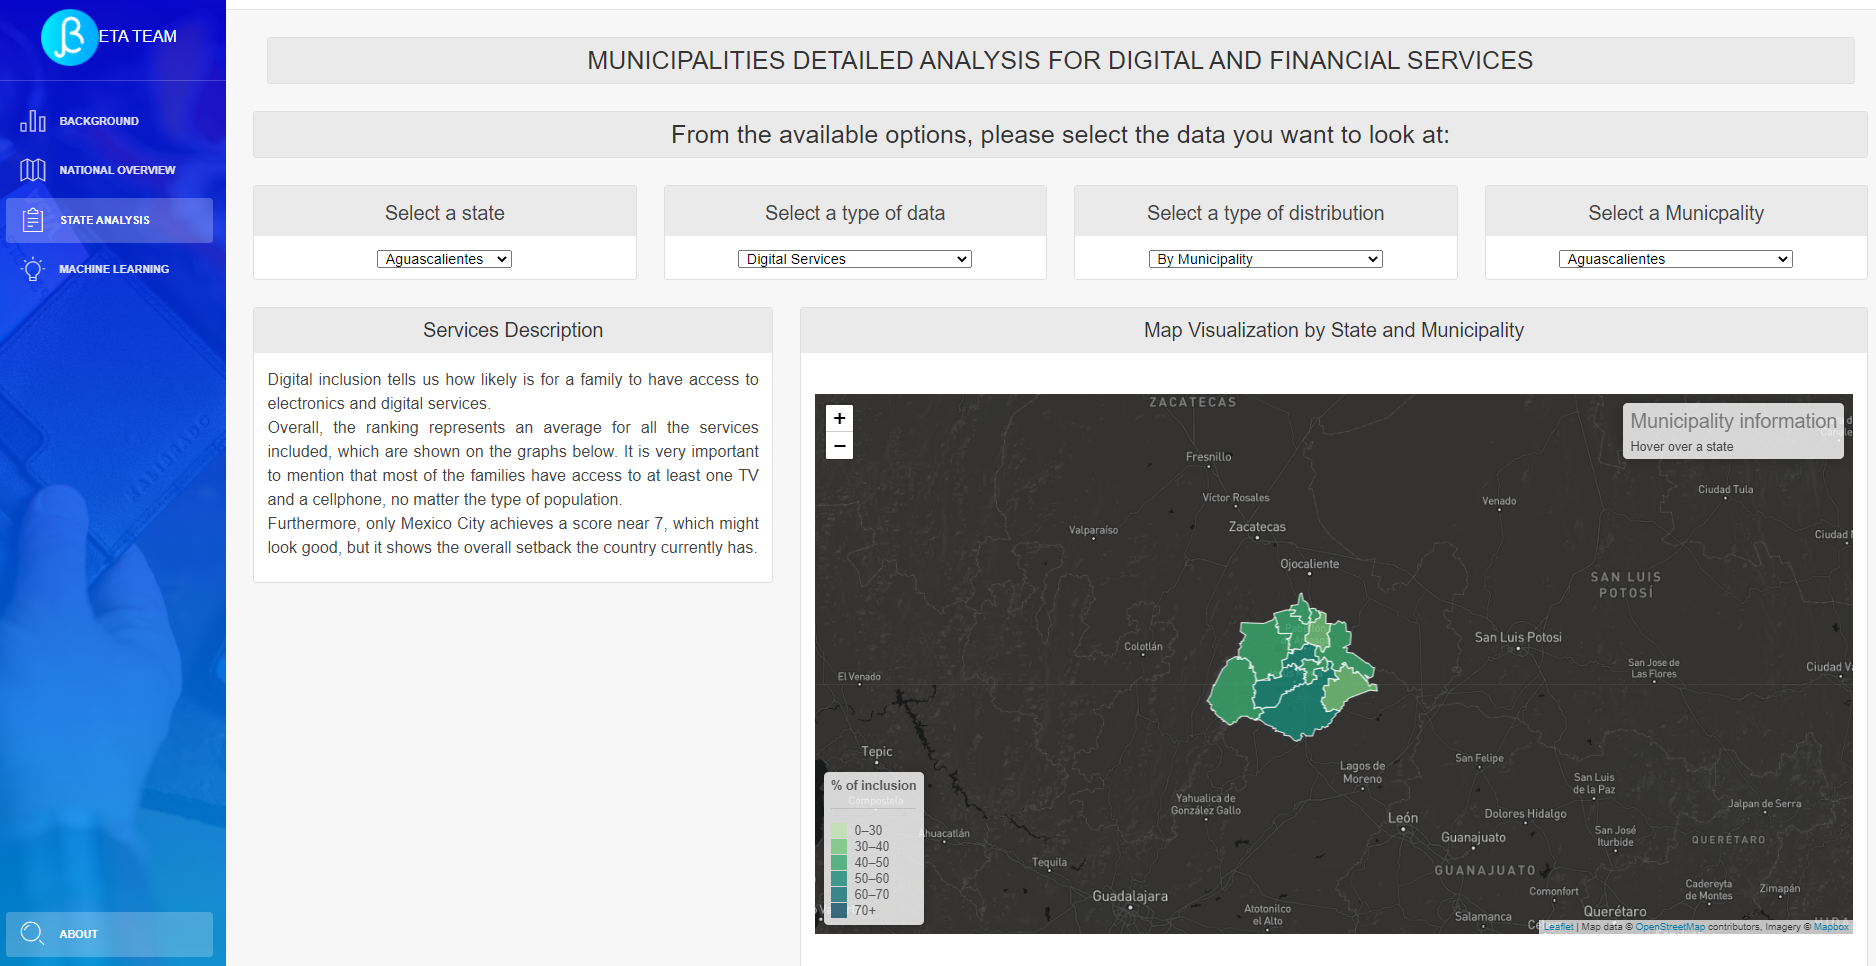 ETA TEAM
BACKGROUND
NATIONAL OVERVIEW
STATE ANALYSIS
MACHINE LEARNING
ABOUT
MUNICIPALITIES DETAILED ANALYSIS FOR DIGITAL AND FINANCIAL SERVICES
From the available options, please select the data you want to look at:
Select a state
Aguascalientes
Select a type of data
Digital Services
Select a type of distribution
By Municipality
Select a Municpality
Aguascalientes
Services Description
Digital inclusion tells us how likely is for a family to have access to
electronics and digital services.
Overall, the ranking represents an average for all the services
included, which are shown on the graphs below. It is very important
to mention that most of the families have access to at least one TV
and a cellphone, no matter the type of population.
Furthermore, only Mexico City achieves a score near 7, which might
look good, but it shows the overall setback the country currently has.
Map Visualization by State and Municipality
+
−
Municipality information
Hover over a state
ZACATECAS
Fresnillo
Víctor Rosales
Venado
Ciudad Tula
Valparaíso
Zacatecas
Ciudad
Ojocaliente
SAN LUIS
POTOSÍ
San Luis Potosi
Colotlán
San Jose de
Las Flores
Ciudad
El Venado
Tepic
Lagos de
Moreno
San Felipe
San Luis
de la Paz
Compostela
Yahualica de
González Gallo
Jalpan de Serra
León
Dolores Hidalgo
Ahuacatlán
Guanajuato
San José
Iturbide
QUERÉTARO
Tequila
GUANAJUATO
Guadalajara
Comonfort
Cadereyta
de Montes
Zimapán
Atotonilco
el Alto
Salamanca
Querétaro
% of inclusion
0–30
30–40
40–50
50–60
60–70
70+
Leaflet | Map data © OpenStreetMap contributors, Imagery © Mapbox